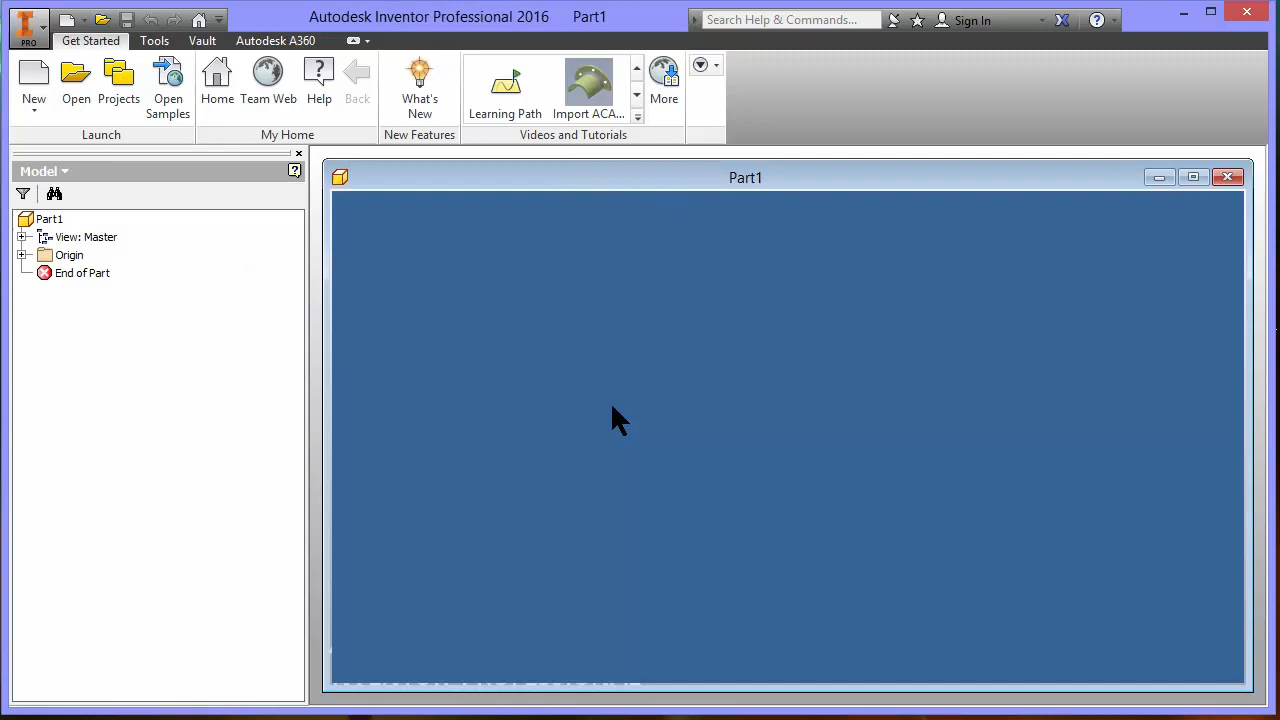 Autodesk Inventor Professional 2016 Part1
Search Help & Commands...
Sign In
PRO
Get Started Tools Vault Autodesk A360
New Open Projects Open Samples
Home Team Web Help Back
What's New
Learning Path Import ACA... More
Launch My Home New Features Videos and Tutorials
Model
Part1
View: Master
Origin
End of Part
Part1